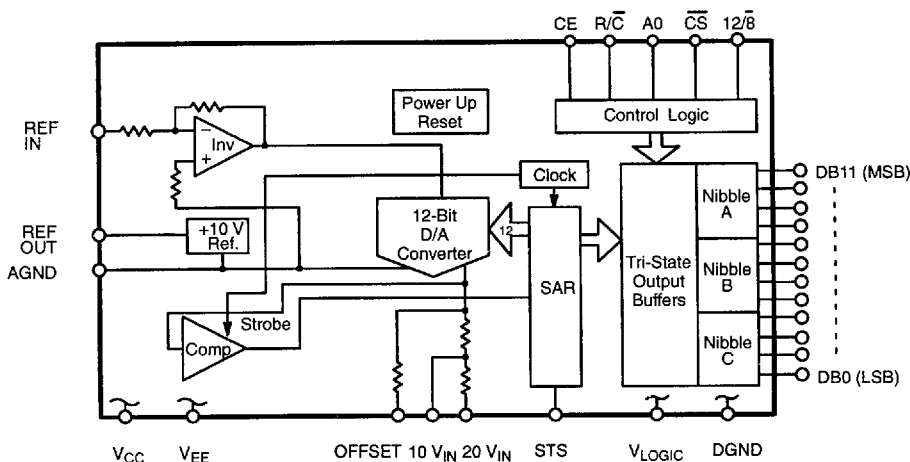 CE R/C̅ A0 C̅S̅ 12/8̅
Power Up
Reset
Control Logic
REF
IN
−
Inv
+
Clock
DB11 (MSB)
Nibble
A
REF
OUT
+10 V
Ref.
12-Bit
D/A
Converter
12
SAR
Tri-State
Output
Buffers
Nibble
B
AGND
Strobe
Comp
Nibble
C
DB0 (LSB)
VCC VEE OFFSET 10 VIN 20 VIN STS VLOGIC DGND